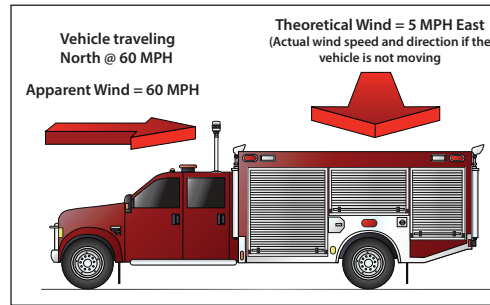 Vehicle traveling
North @ 60 MPH
Apparent Wind = 60 MPH
Theoretical Wind = 5 MPH East
(Actual wind speed and direction if the
vehicle is not moving